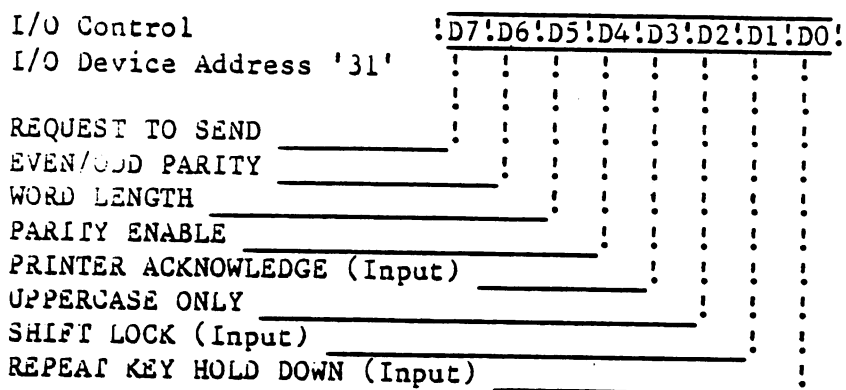 I/O Control !D7!D6!D5!D4!D3!D2!D1!D0!
I/O Device Address '31'
REQUEST TO SEND
EVEN/ODD PARITY
WORD LENGTH
PARITY ENABLE
PRINTER ACKNOWLEDGE (Input)
UPPERCASE ONLY
SHIFT LOCK (Input)
REPEAT KEY HOLD DOWN (Input)